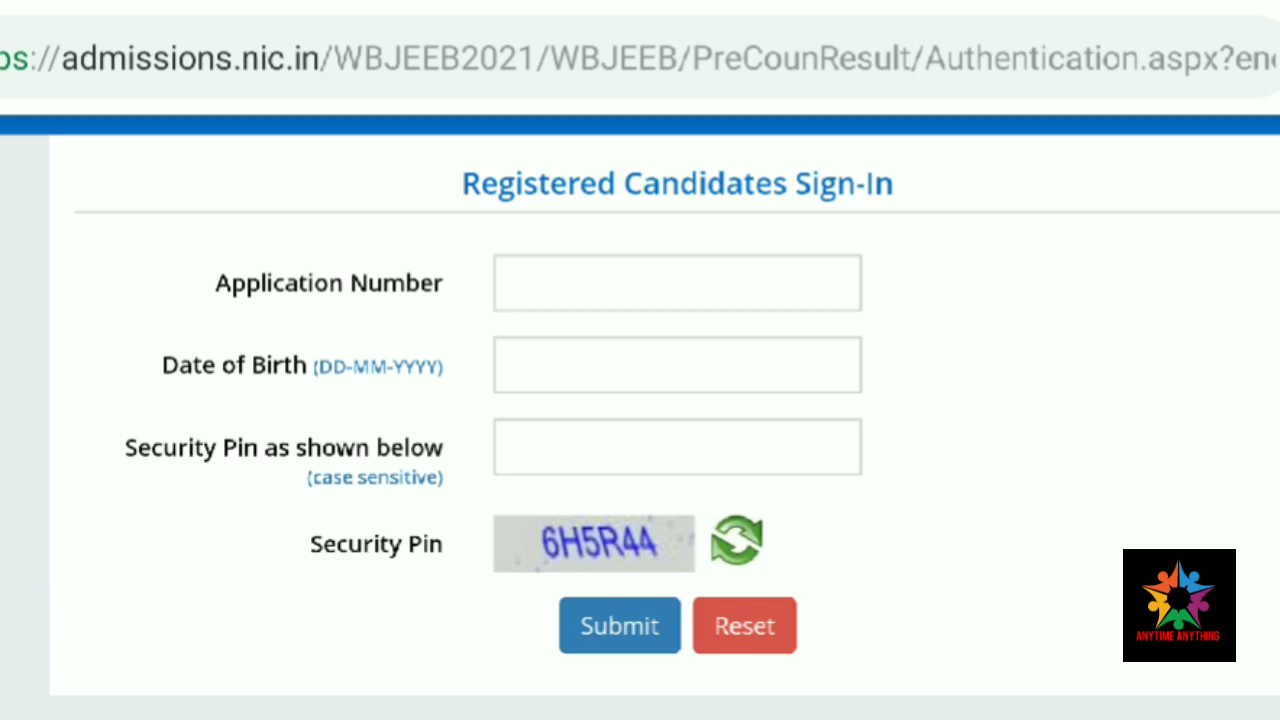 ps://admissions.nic.in/WBJEEB2021/WBJEEB/PreCounResult/Authentication.aspx?en
Registered Candidates Sign-In
Application Number
Date of Birth (DD-MM-YYYY)
Security Pin as shown below
(case sensitive)
Security Pin 6H5R44
Submit Reset
ANYTIME ANYTHING